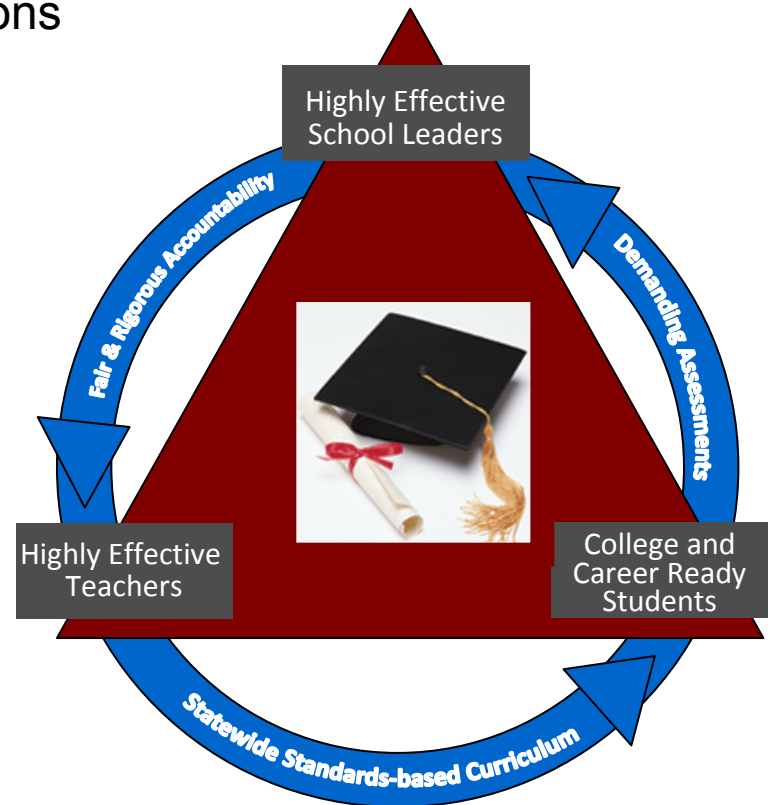 ons
Highly Effective
School Leaders
Fair & Rigorous Accountability
Demanding Assessments
Highly Effective
Teachers
College and
Career Ready
Students
Statewide Standards-based Curriculum